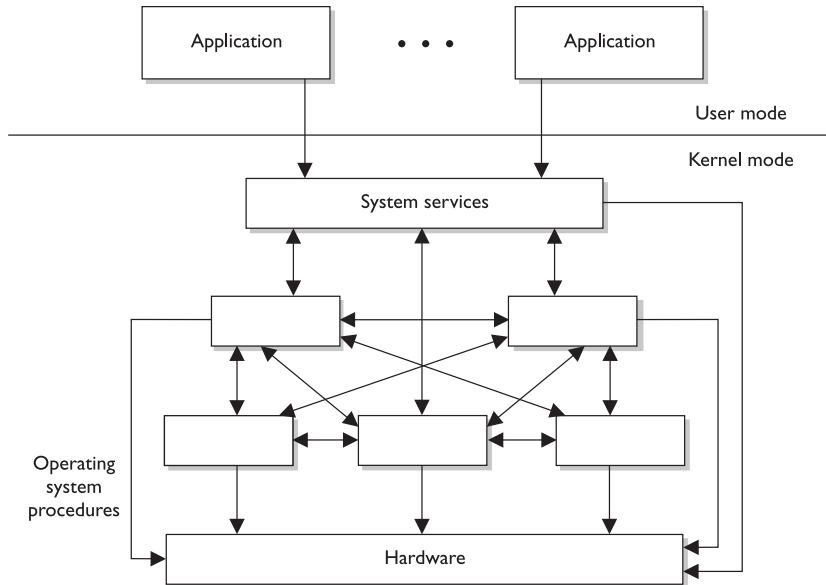 Application
• • •
Application
User mode
Kernel mode
System services
Operating
system
procedures
Hardware